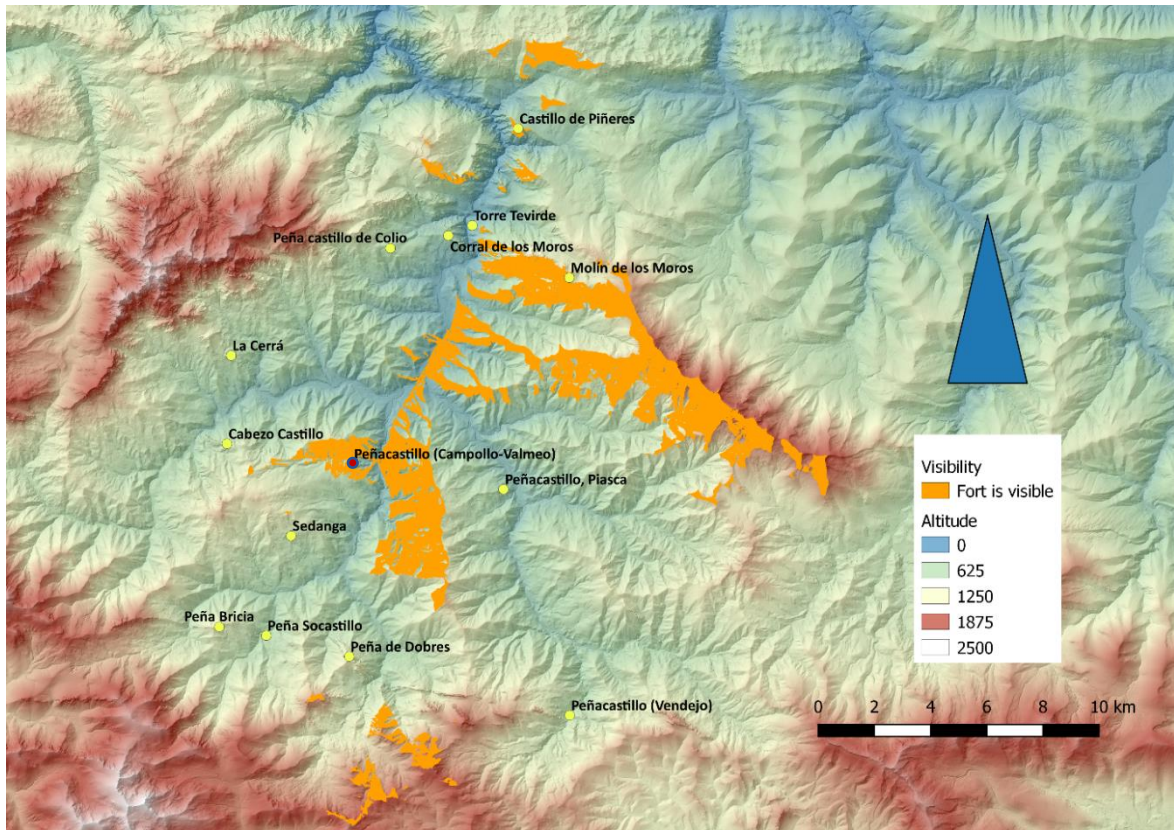 Castillo de Piñeres
Torre Tevirde
Peña castillo de Colio
Corral de los Moros
Molín de los Moros
La Cerrá
Cabezo Castillo
Peñacastillo (Campollo-Valmeo)
Peñacastillo, Piasca
Sedanga
Peña Bricia
Peña Socastillo
Peña de Dobres
Peñacastillo (Vendejo)
Visibility
Fort is visible
Altitude
0
625
1250
1875
2500
0 2 4 6 8 10 km